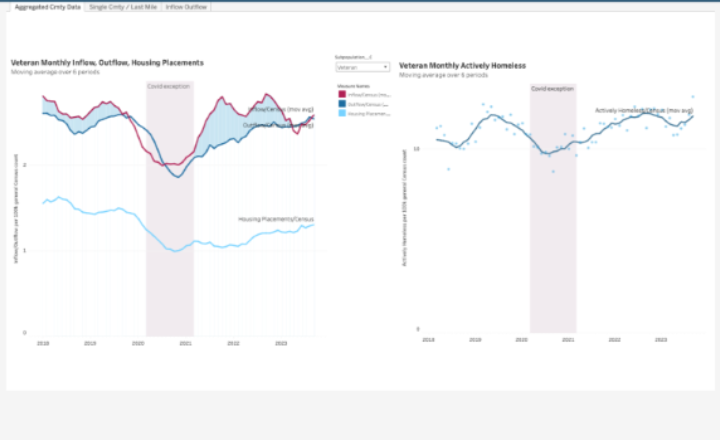 Aggregated Cmty Data
Single Cmty / Last Mile
Inflow Outflow
Veteran Monthly Inflow, Outflow, Housing Placements
Moving average over 6 periods
Covid exception
Inflow/Census (mov avg)
Outflow/Census (mov avg)
Housing Placements/Census
Inflow/Outflow per 100k general Census count
2
1
0
2018
2019
2020
2021
2022
2023
Veteran
Measure Names
Inflow/Census (mo..
Outflow/Census (..
Housing Placemen..
Veteran Monthly Actively Homeless
Moving average over 6 periods
Covid exception
Actively Homeless/Census (mov avg)
Actively Homeless per 100k general Census count
10
0
2018
2019
2020
2021
2022
2023